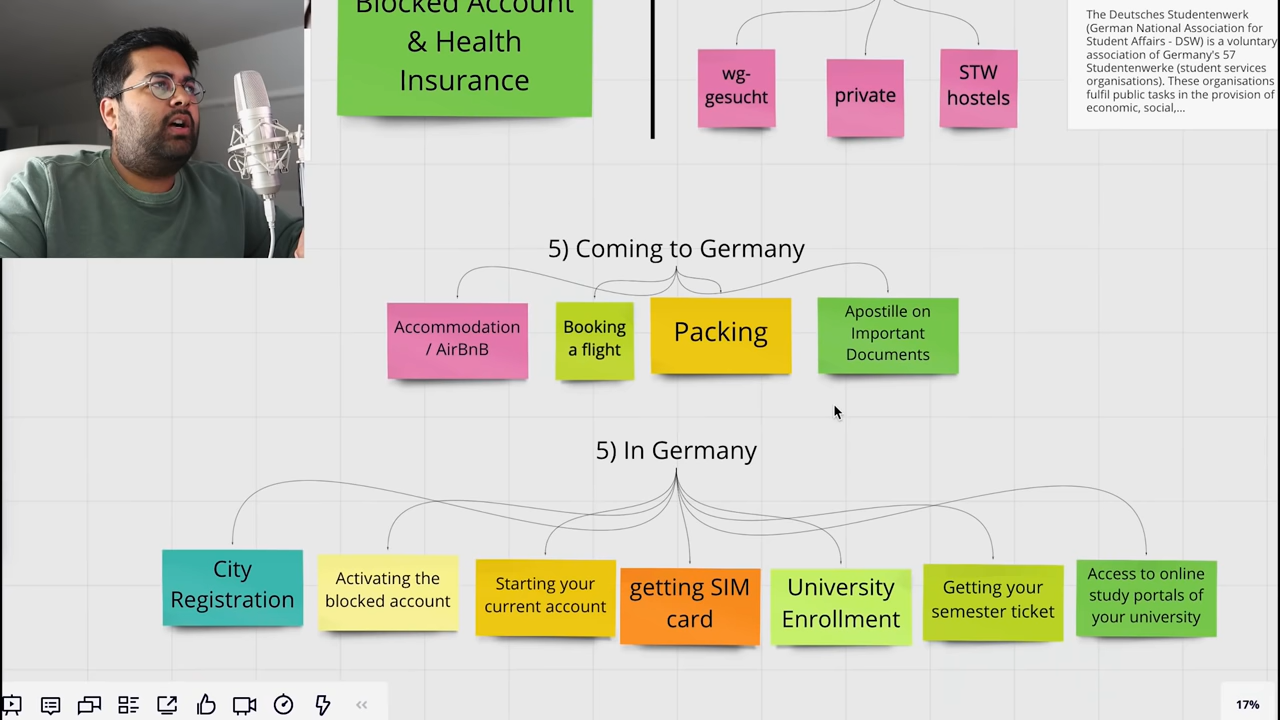 Blocked Account
& Health
Insurance
wg-
gesucht
private
STW
hostels
The Deutsches Studentenwerk
(German National Association for
Student Affairs - DSW) is a voluntary
association of Germany's 57
Studentenwerke (student services
organisations). These organisations
fulfil public tasks in the provision of
economic, social,...
5) Coming to Germany
Accommodation
/ AirBnB
Booking
a flight
Packing
Apostille on
Important
Documents
5) In Germany
City
Registration
Activating the
blocked account
Starting your
current account
getting SIM
card
University
Enrollment
Getting your
semester ticket
Access to online
study portals of
your university
17%